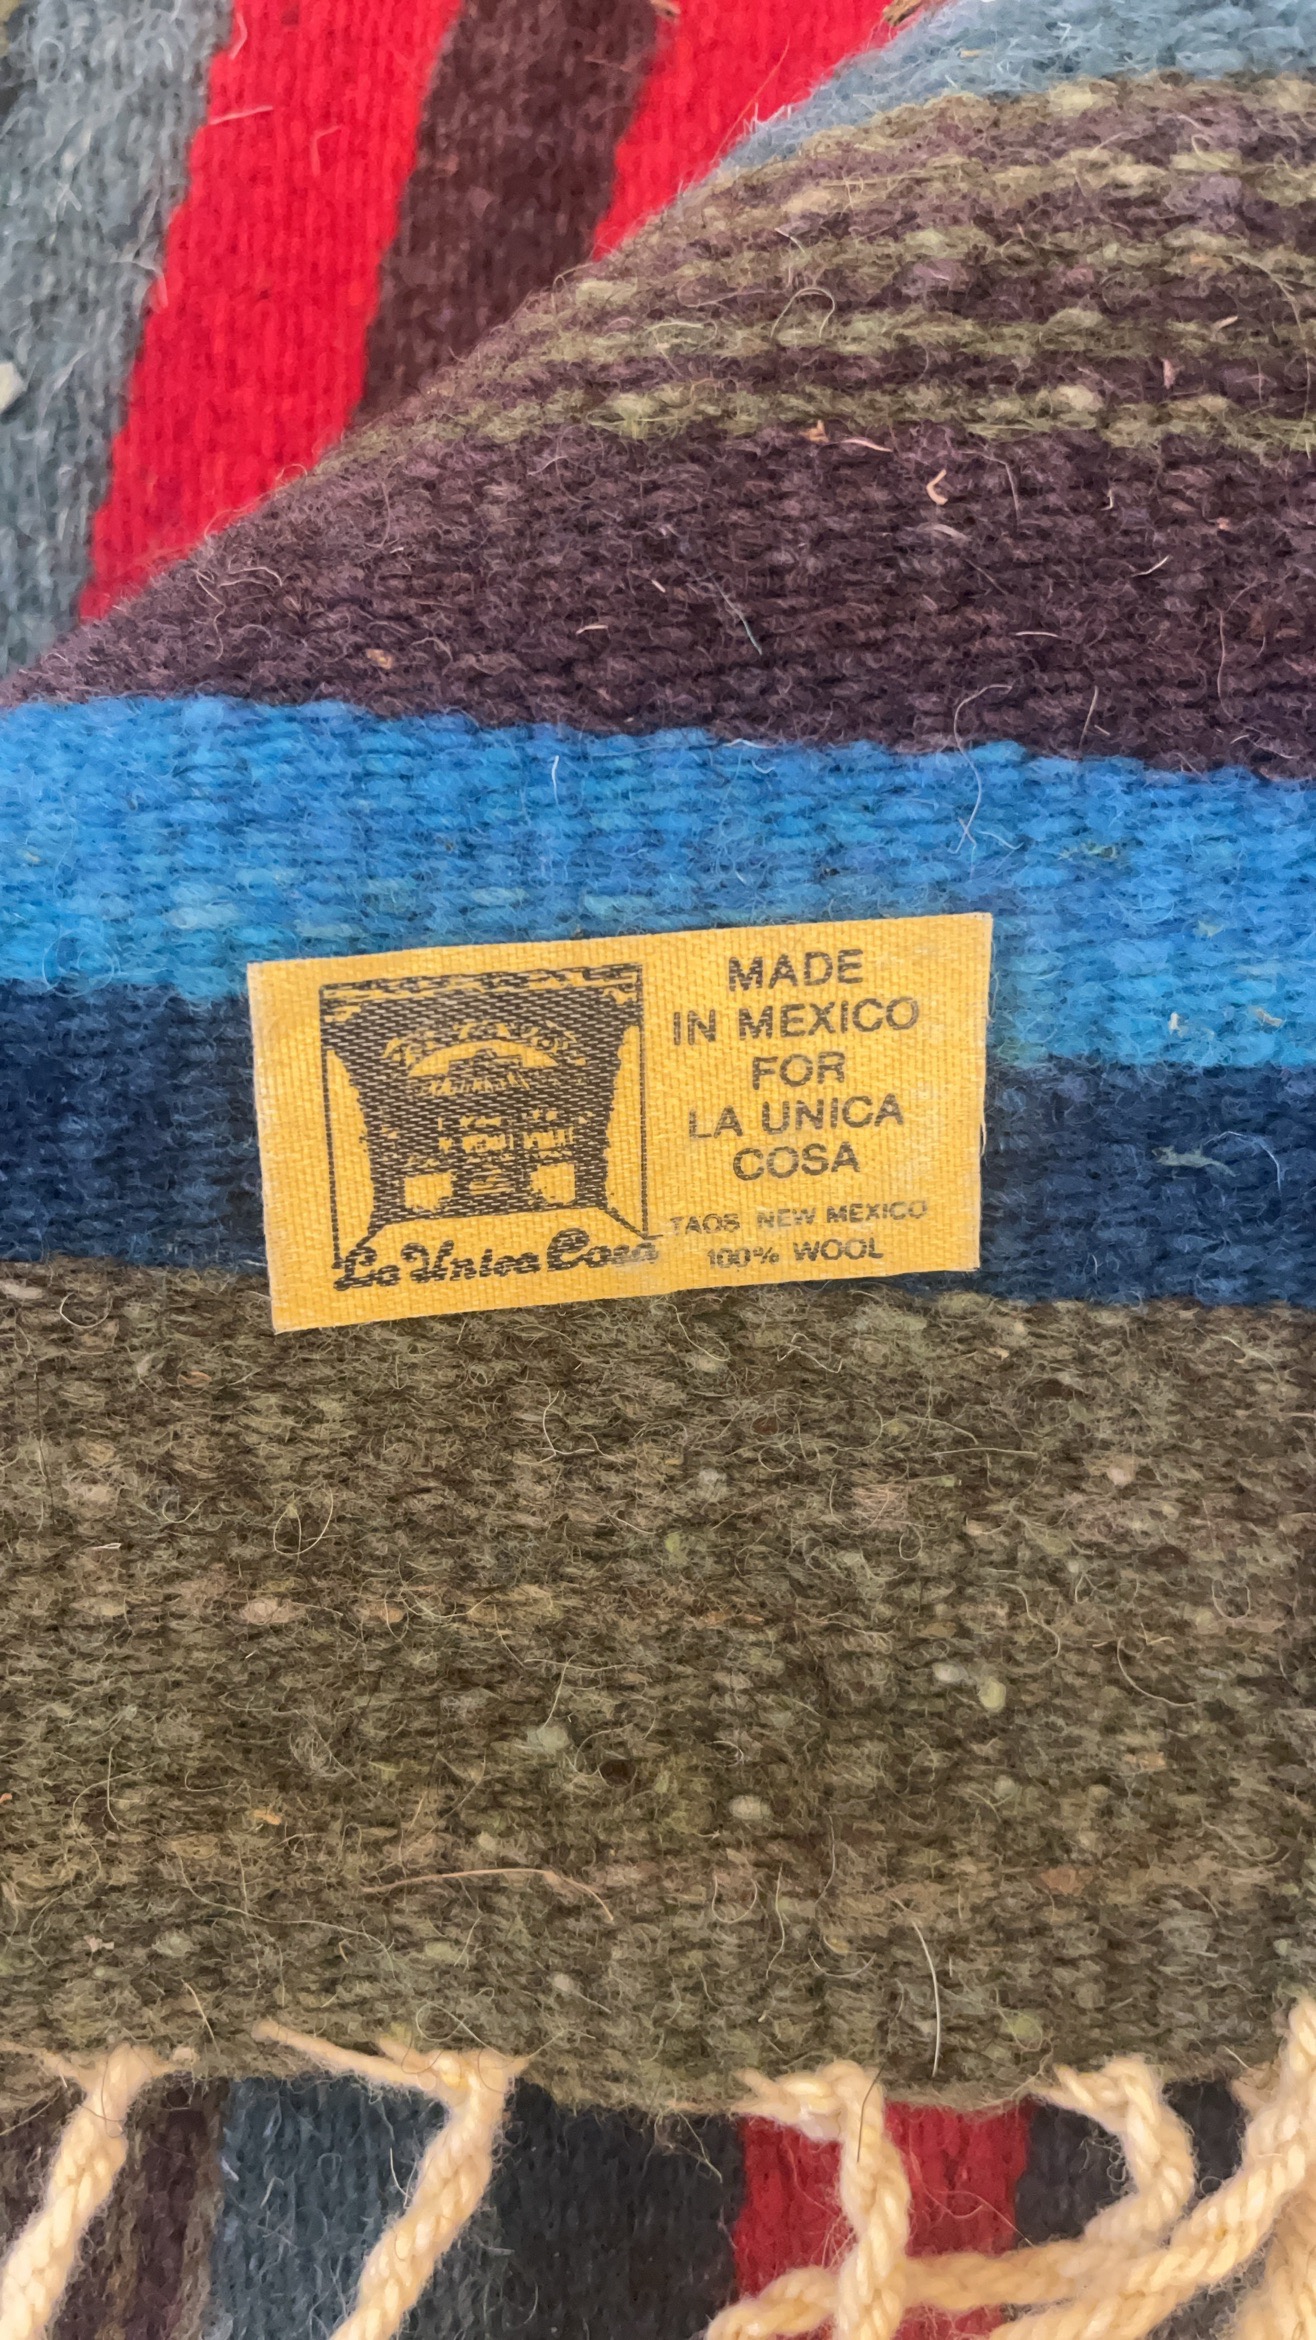 La Unica Cosa
MADE
IN MEXICO
FOR
LA UNICA
COSA
TAOS NEW MEXICO
100% WOOL